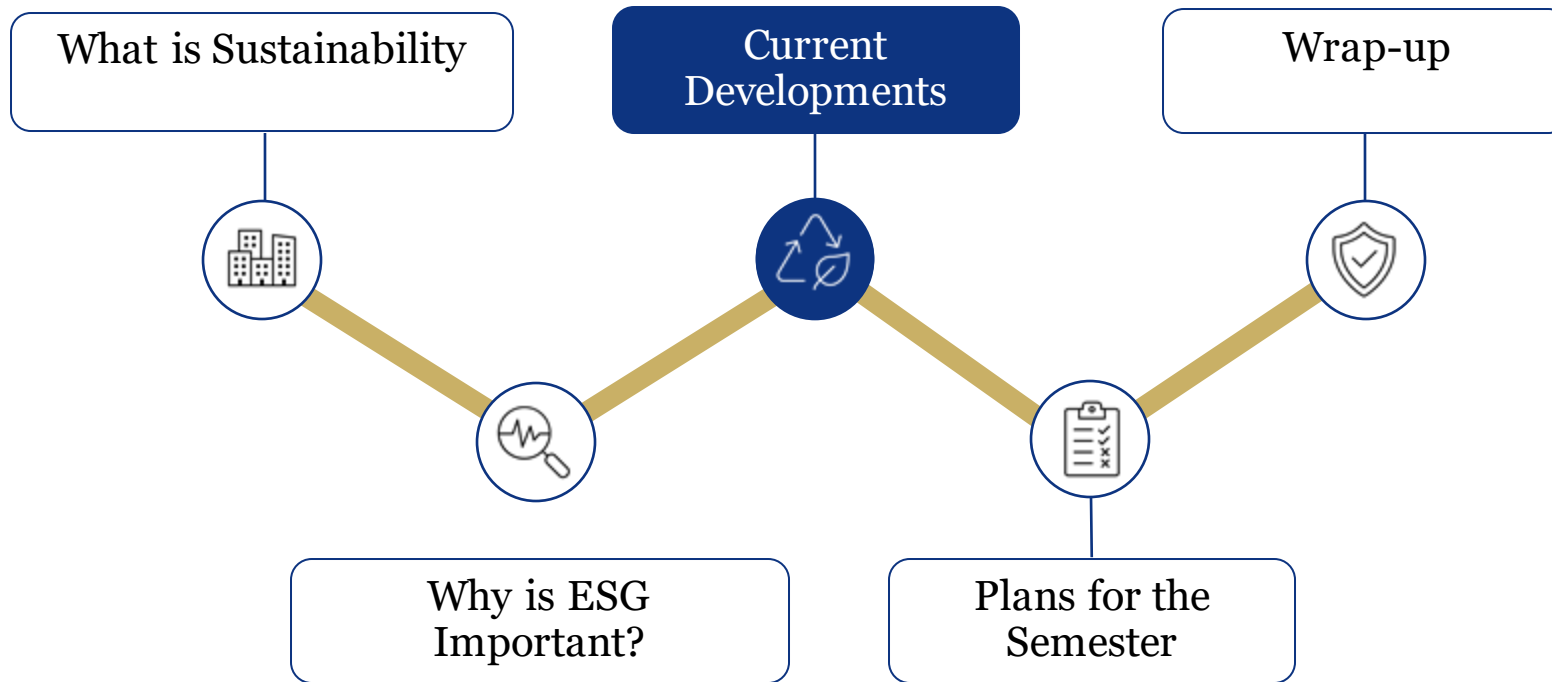 What is Sustainability
Why is ESG
Important?
Current
Developments
Plans for the
Semester
Wrap-up